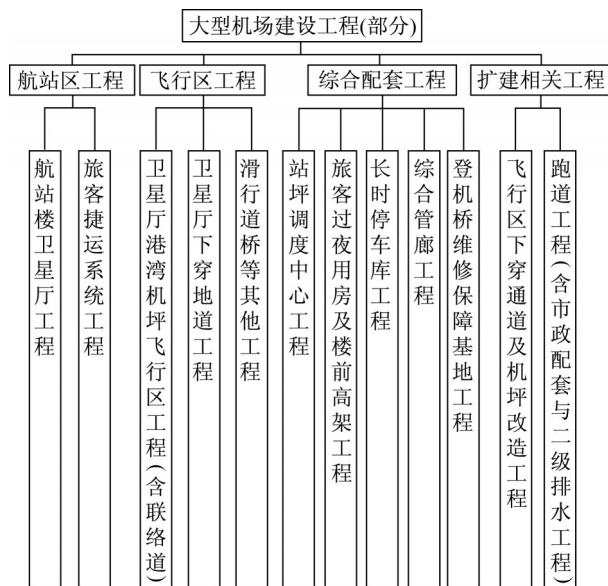 大型机场建设工程(部分)
航站区工程
飞行区工程
综合配套工程
扩建相关工程
航站楼卫星厅工程
旅客捷运系统工程
卫星厅港湾机坪飞行区工程(含联络道)
卫星厅下穿地道工程
滑行道桥等其他工程
站坪调度中心工程
旅客过夜用房及楼前高架工程
长时停车库工程
综合管廊工程
登机桥维修保障基地工程
飞行区下穿通道及机坪改造工程
跑道工程(含市政配套与二级排水工程)